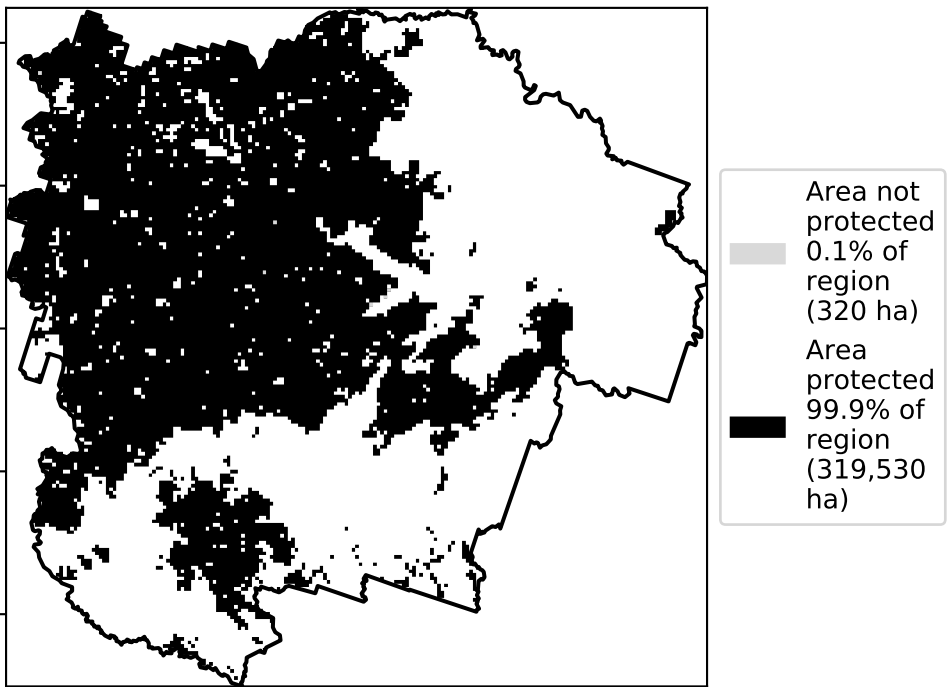 Area not
protected
0.1% of
region
(320 ha)
Area
protected
99.9% of
region
(319,530
ha)